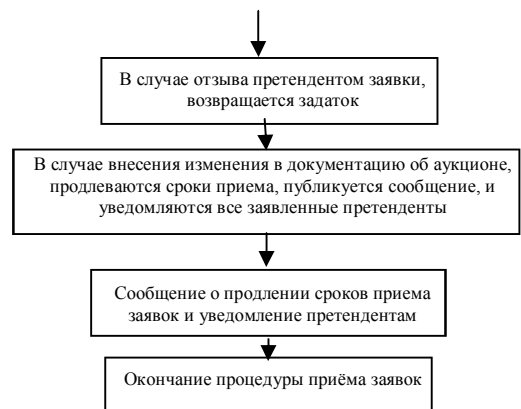 В случае отзыва претендентом заявки,
возвращается задаток
В случае внесения изменения в документацию об аукционе,
продлеваются сроки приема, публикуется сообщение, и
уведомляются все заявленные претенденты
Сообщение о продлении сроков приема
заявок и уведомление претендентам
Окончание процедуры приёма заявок